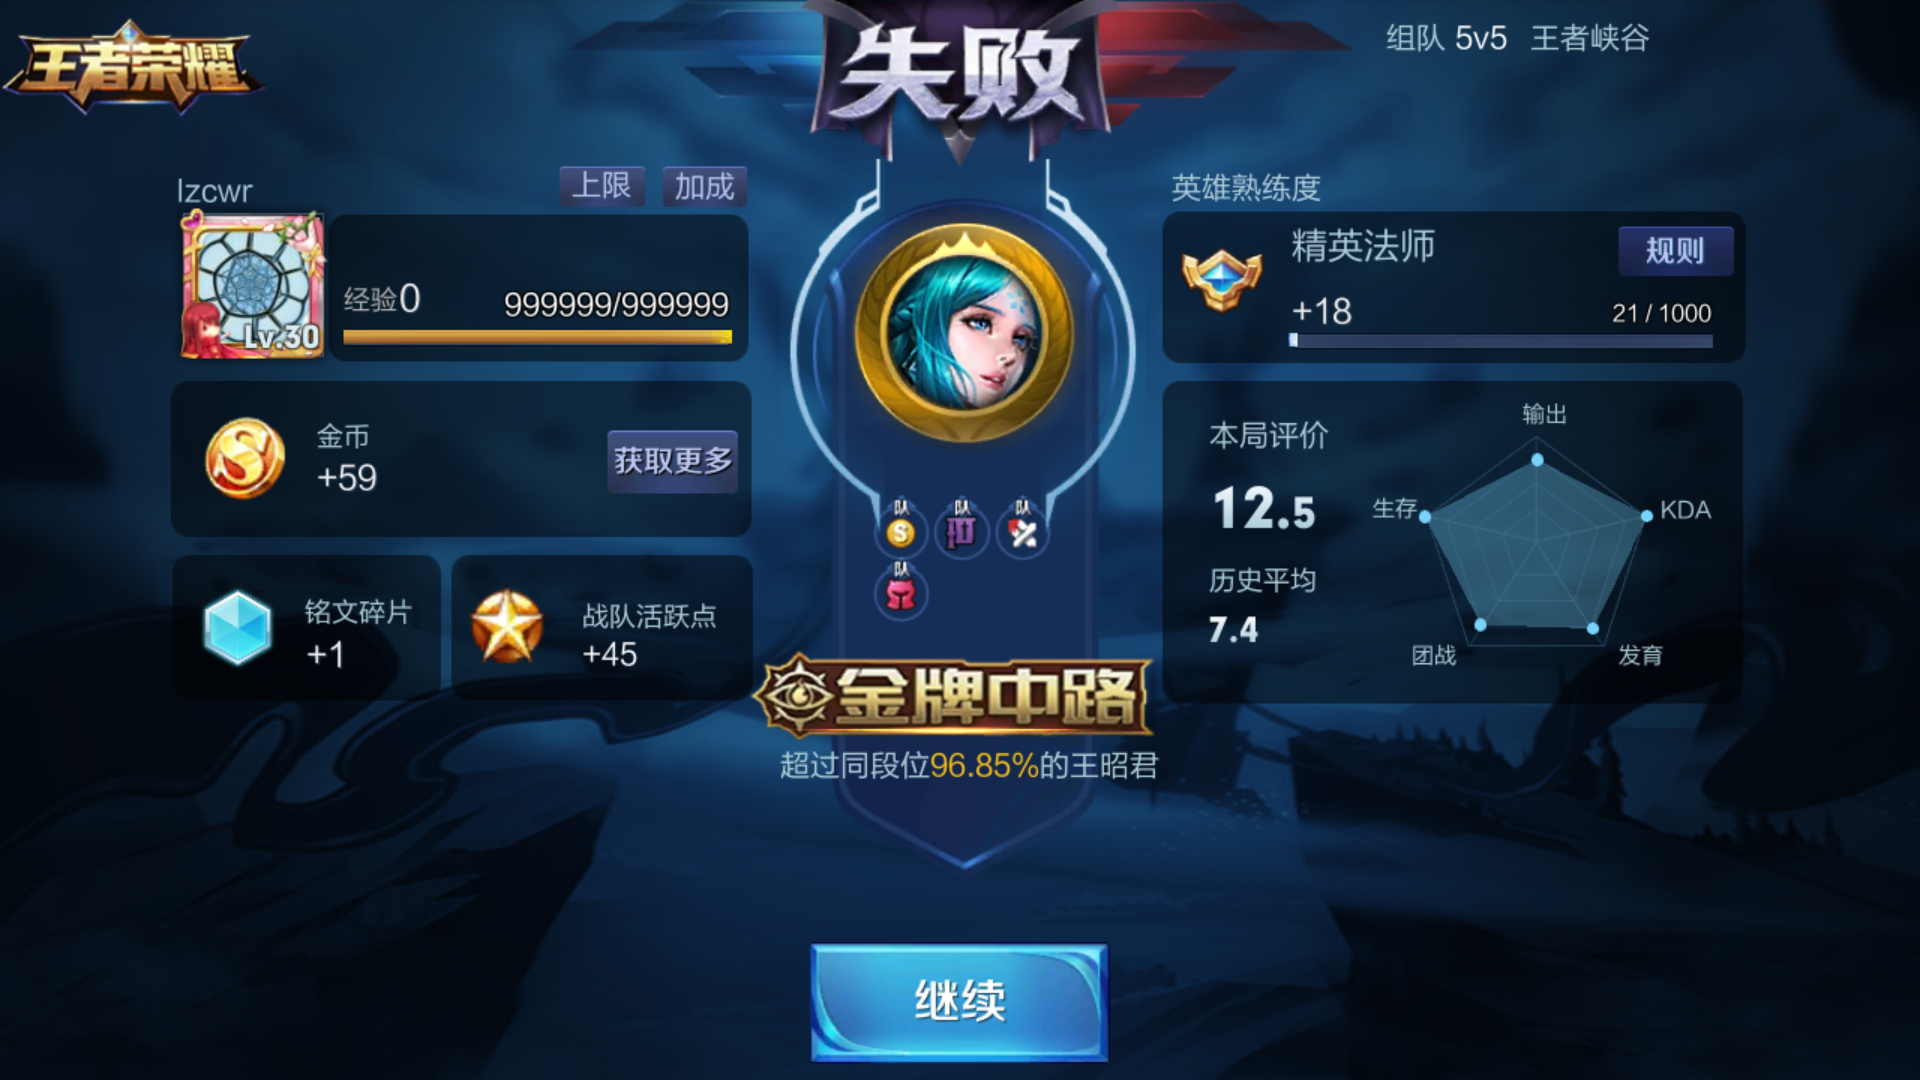 王者荣耀
失败
组队 5v5 王者峡谷
lzcwr
上限
加成
Lv.30
经验0
999999/999999
金币
+59
获取更多
铭文碎片
+1
战队活跃点
+45
队
队
队
队
金牌中路
超过同段位96.85%的王昭君
英雄熟练度
精英法师
规则
+18
21 / 1000
本局评价
12.5
历史平均
7.4
输出
生存
KDA
团战
发育
继续